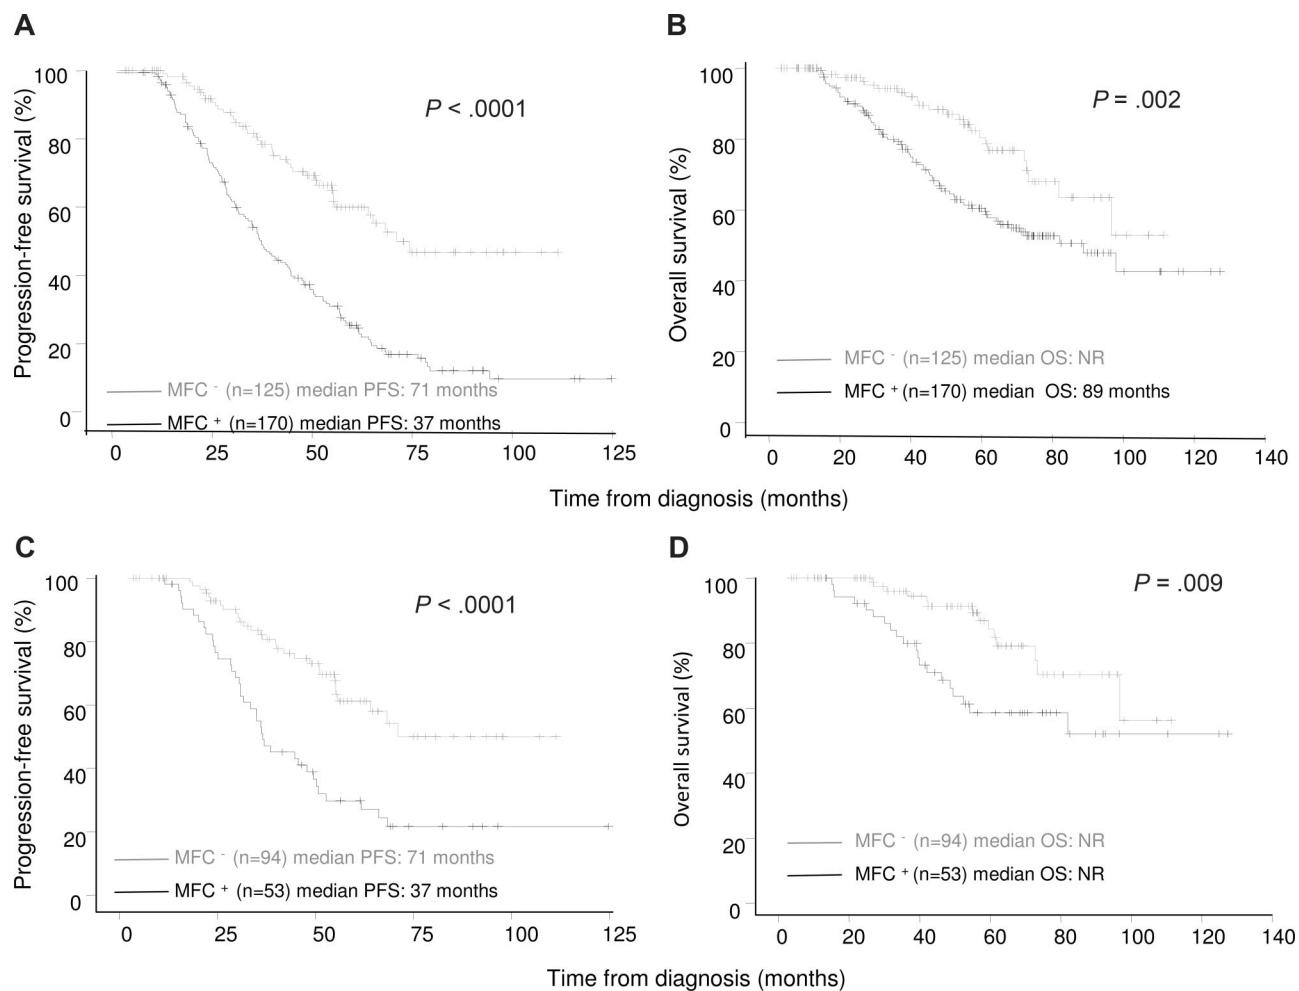 A
Progression-free survival (%)
100
80
60
40
20
0
P < .0001
MFC - (n=125) median PFS: 71 months
MFC + (n=170) median PFS: 37 months
0 25 50 75 100 125
B
Overall survival (%)
100
80
60
40
20
0
P = .002
MFC - (n=125) median OS: NR
MFC + (n=170) median OS: 89 months
0 20 40 60 80 100 120 140
Time from diagnosis (months)
C
Progression-free survival (%)
100
80
60
40
20
0
P < .0001
MFC - (n=94) median PFS: 71 months
MFC + (n=53) median PFS: 37 months
0 25 50 75 100 125
D
Overall survival (%)
100
80
60
40
20
0
P = .009
MFC - (n=94) median OS: NR
MFC + (n=53) median OS: NR
0 20 40 60 80 100 120 140
Time from diagnosis (months)